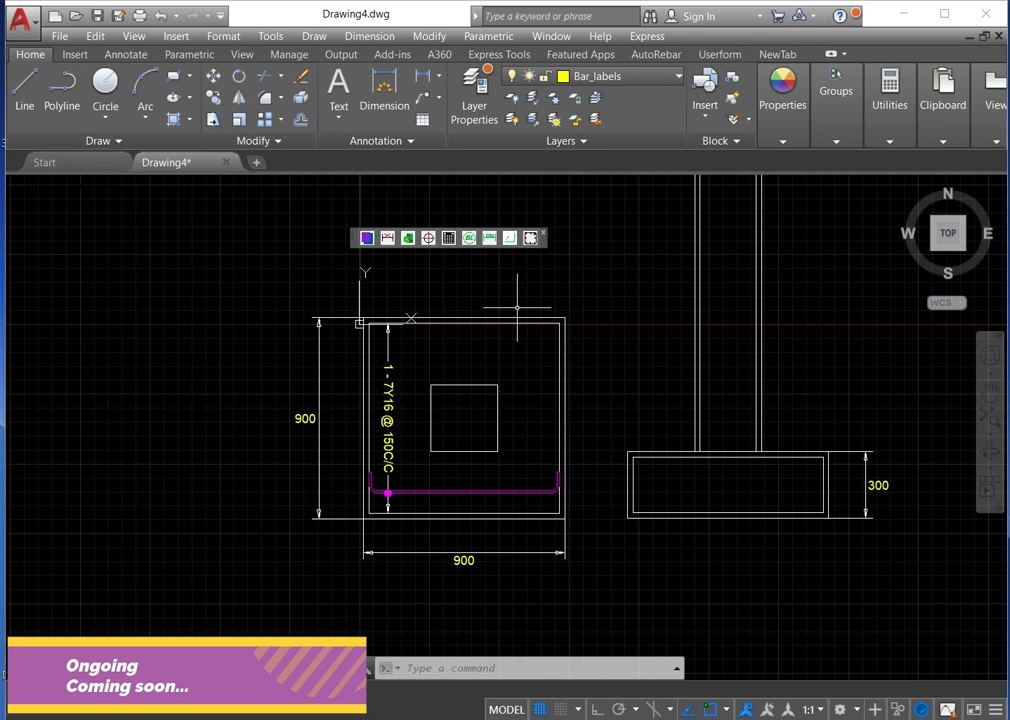 Drawing4.dwg
Type a keyword or phrase
Sign In
File Edit View Insert Format Tools Draw Dimension Modify Parametric Window Help Express
Home Insert Annotate Parametric View Manage Output Add-ins A360 Express Tools Featured Apps AutoRebar Userform NewTab
Line Polyline Circle Arc
Text Dimension
Layer Properties
Bar_labels
Insert
Properties
Groups
Utilities
Clipboard
View
Draw Modify Annotation Layers Block
Start Drawing4*
N
W TOP E
S
WCS
Y
X
1 - 7Y16 @ 150C/C
900
900
300
Ongoing
Coming soon...
Type a command
MODEL
1:1